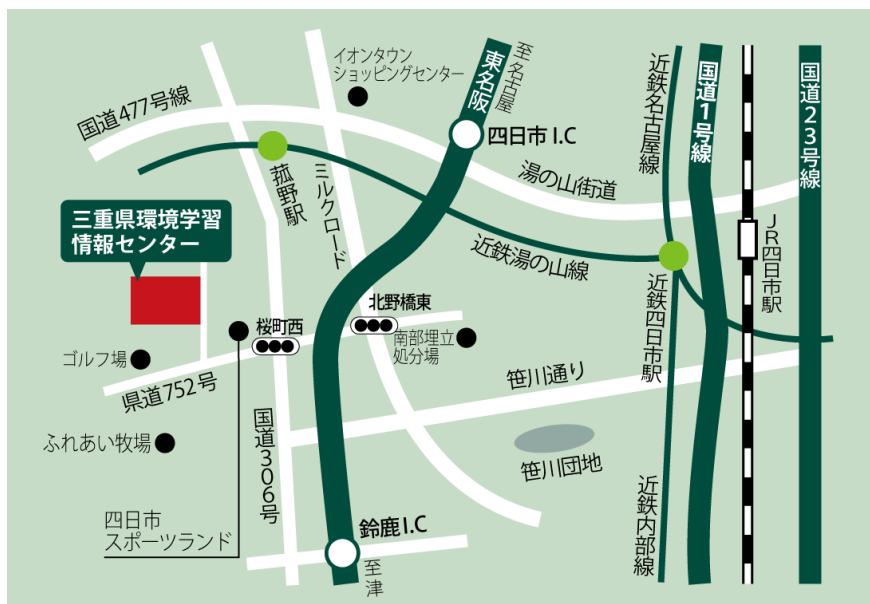 イオンタウン
ショッピングセンター
東名阪
至名古屋
近鉄名古屋線
国道1号線
国道23号線
国道477号線
四日市 I.C
湯の山街道
菰野駅
ミルクロード
三重県環境学習
情報センター
近鉄湯の山線
JR四日市駅
近鉄四日市駅
北野橋東
桜町西
南部埋立
処分場
ゴルフ場
県道752号
笹川通り
国道306号
ふれあい牧場
笹川団地
近鉄内部線
四日市
スポーツランド
鈴鹿I.C
至津